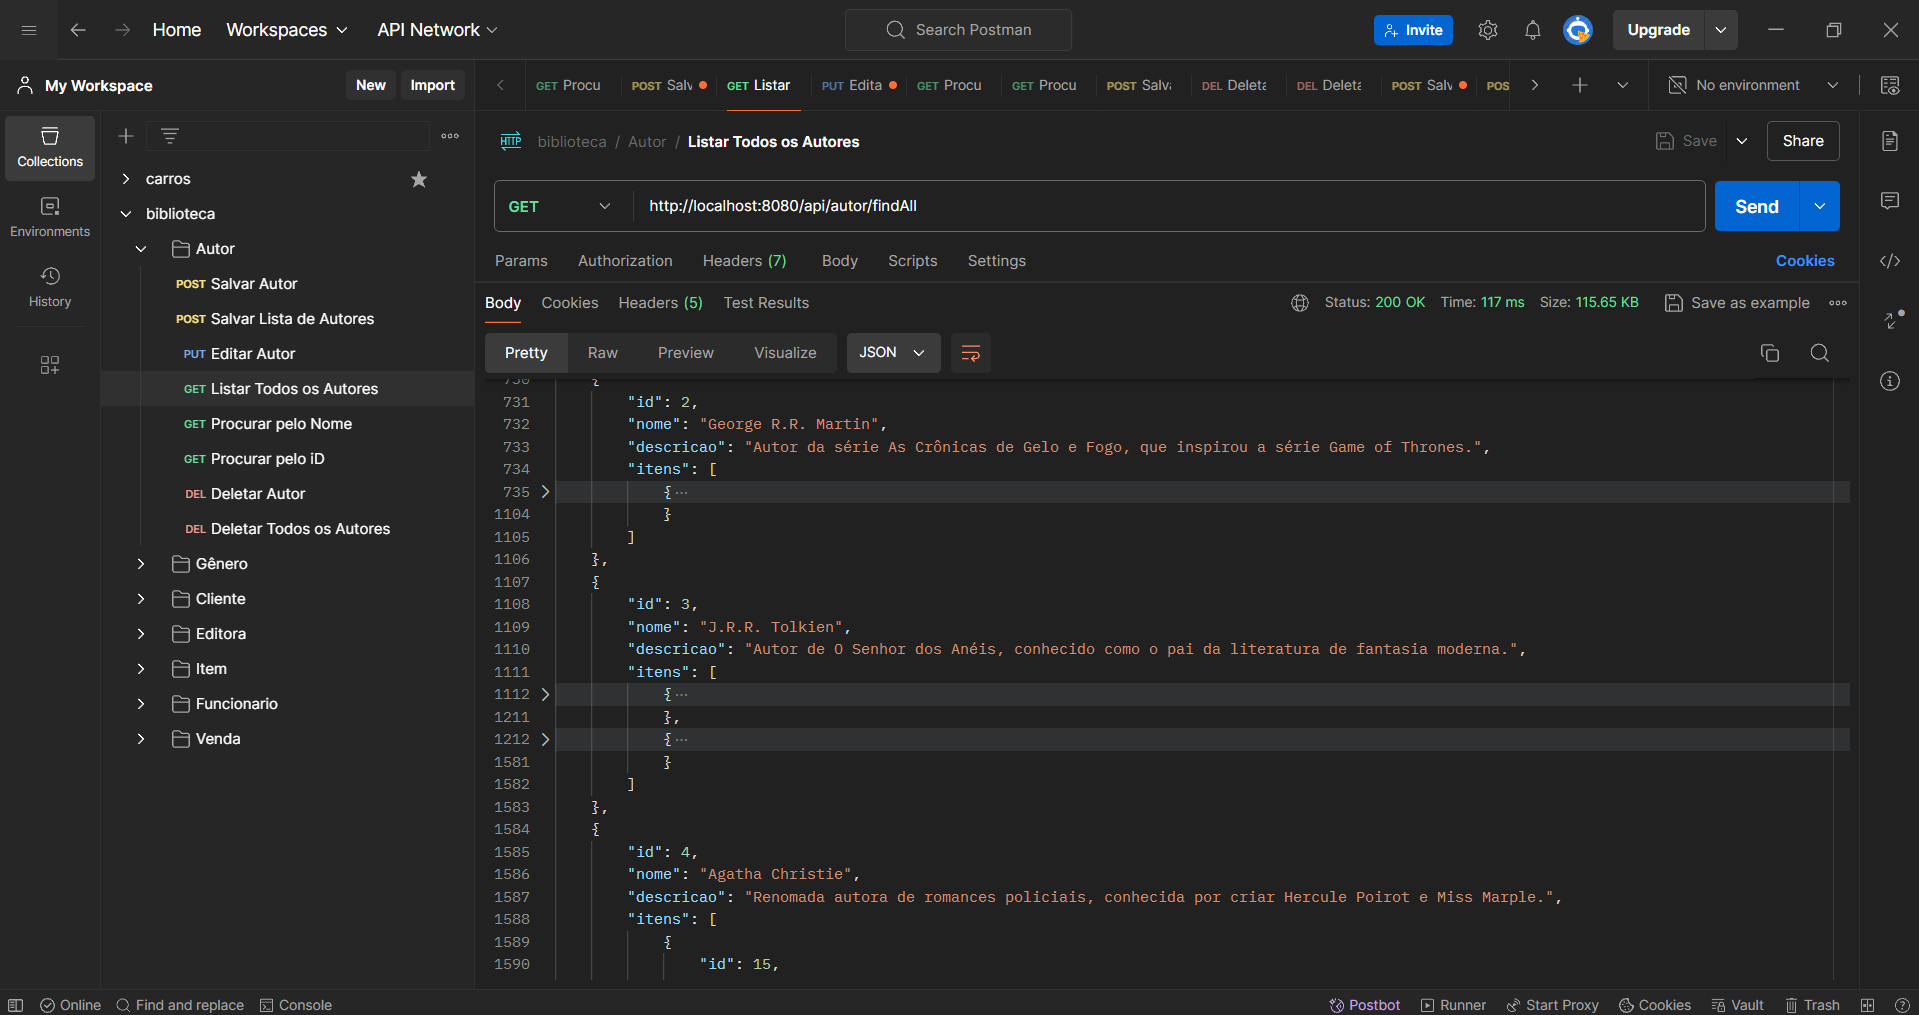 Home Workspaces API Network Search Postman Invite Upgrade
My Workspace New Import GET Procu POST Salv GET Listar PUT Edita GET Procu GET Procu POST Salv DEL Delet DEL Delet POST Salv POS No environment
Collections
Environments
History
carros
biblioteca
Autor
POST Salvar Autor
POST Salvar Lista de Autores
PUT Editar Autor
GET Listar Todos os Autores
GET Procurar pelo Nome
GET Procurar pelo iD
DEL Deletar Autor
DEL Deletar Todos os Autores
Gênero
Cliente
Editora
Item
Funcionario
Venda
HTTP biblioteca / Autor / Listar Todos os Autores Save Share
GET http://localhost:8080/api/autor/findAll Send
Params Authorization Headers (7) Body Scripts Settings Cookies
Body Cookies Headers (5) Test Results Status: 200 OK Time: 117 ms Size: 115.65 KB Save as example
Pretty Raw Preview Visualize JSON
730 {
731 "id": 2,
732 "nome": "George R.R. Martin",
733 "descricao": "Autor da série As Crônicas de Gelo e Fogo, que inspirou a série Game of Thrones.",
734 "itens": [
735 { ...
1104 }
1105 ]
1106 },
1107 {
1108 "id": 3,
1109 "nome": "J.R.R. Tolkien",
1110 "descricao": "Autor de O Senhor dos Anéis, conhecido como o pai da literatura de fantasia moderna.",
1111 "itens": [
1112 { ...
1211 },
1212 { ...
1581 }
1582 ]
1583 },
1584 {
1585 "id": 4,
1586 "nome": "Agatha Christie",
1587 "descricao": "Renomada autora de romances policiais, conhecida por criar Hercule Poirot e Miss Marple.",
1588 "itens": [
1589 {
1590 "id": 15,
Online Find and replace Console Postbot Runner Start Proxy Cookies Vault Trash